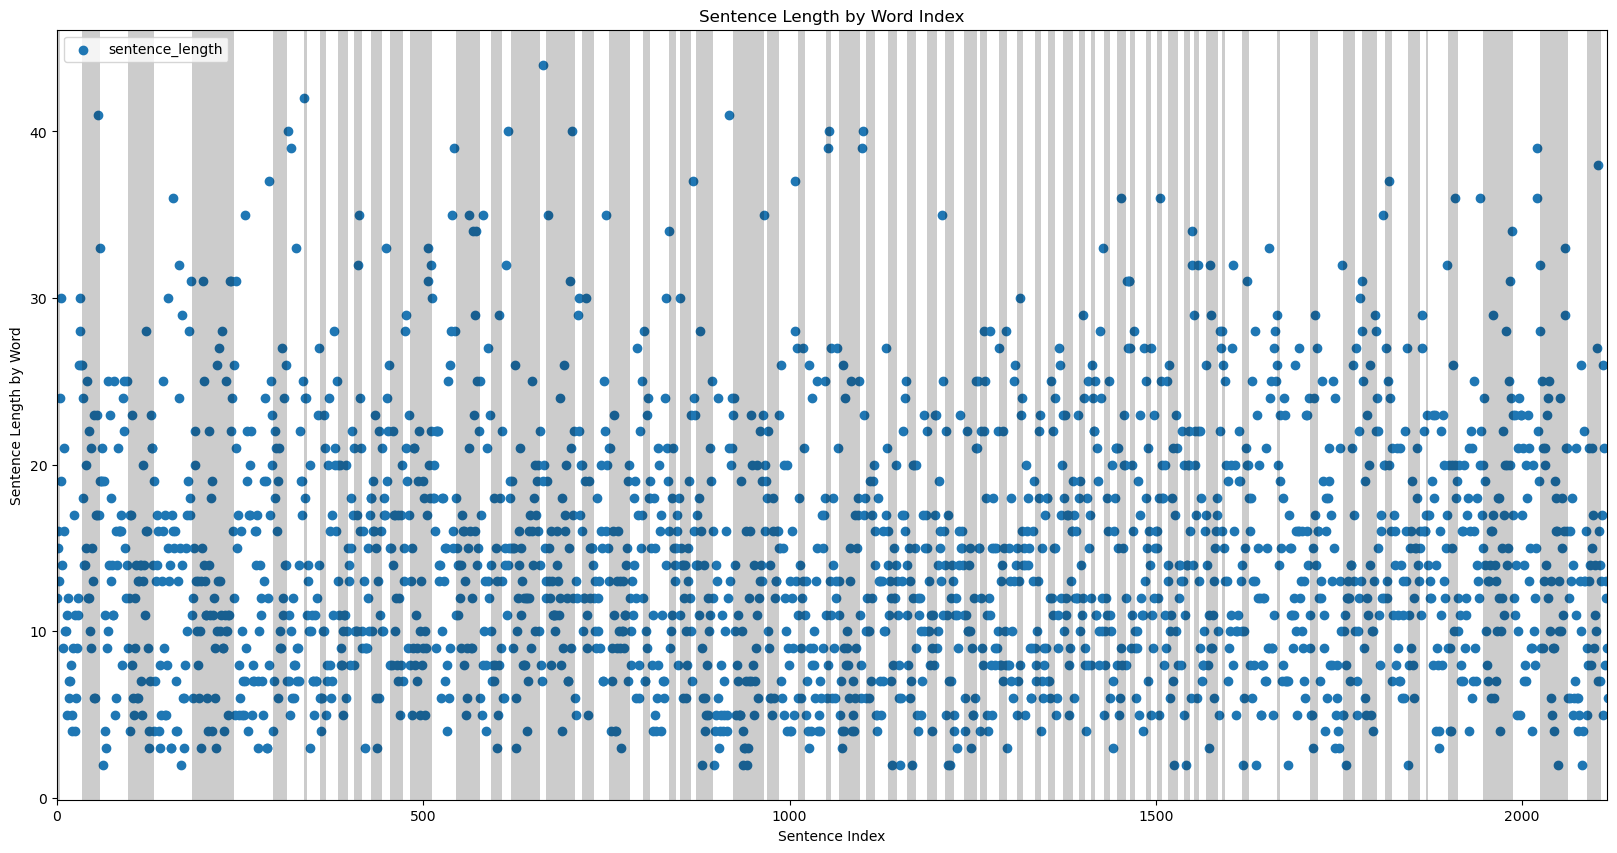 Sentence Length by Word Index
sentence_length
Sentence Length by Word
40
30
20
10
0
0 500 1000 1500 2000
Sentence Index